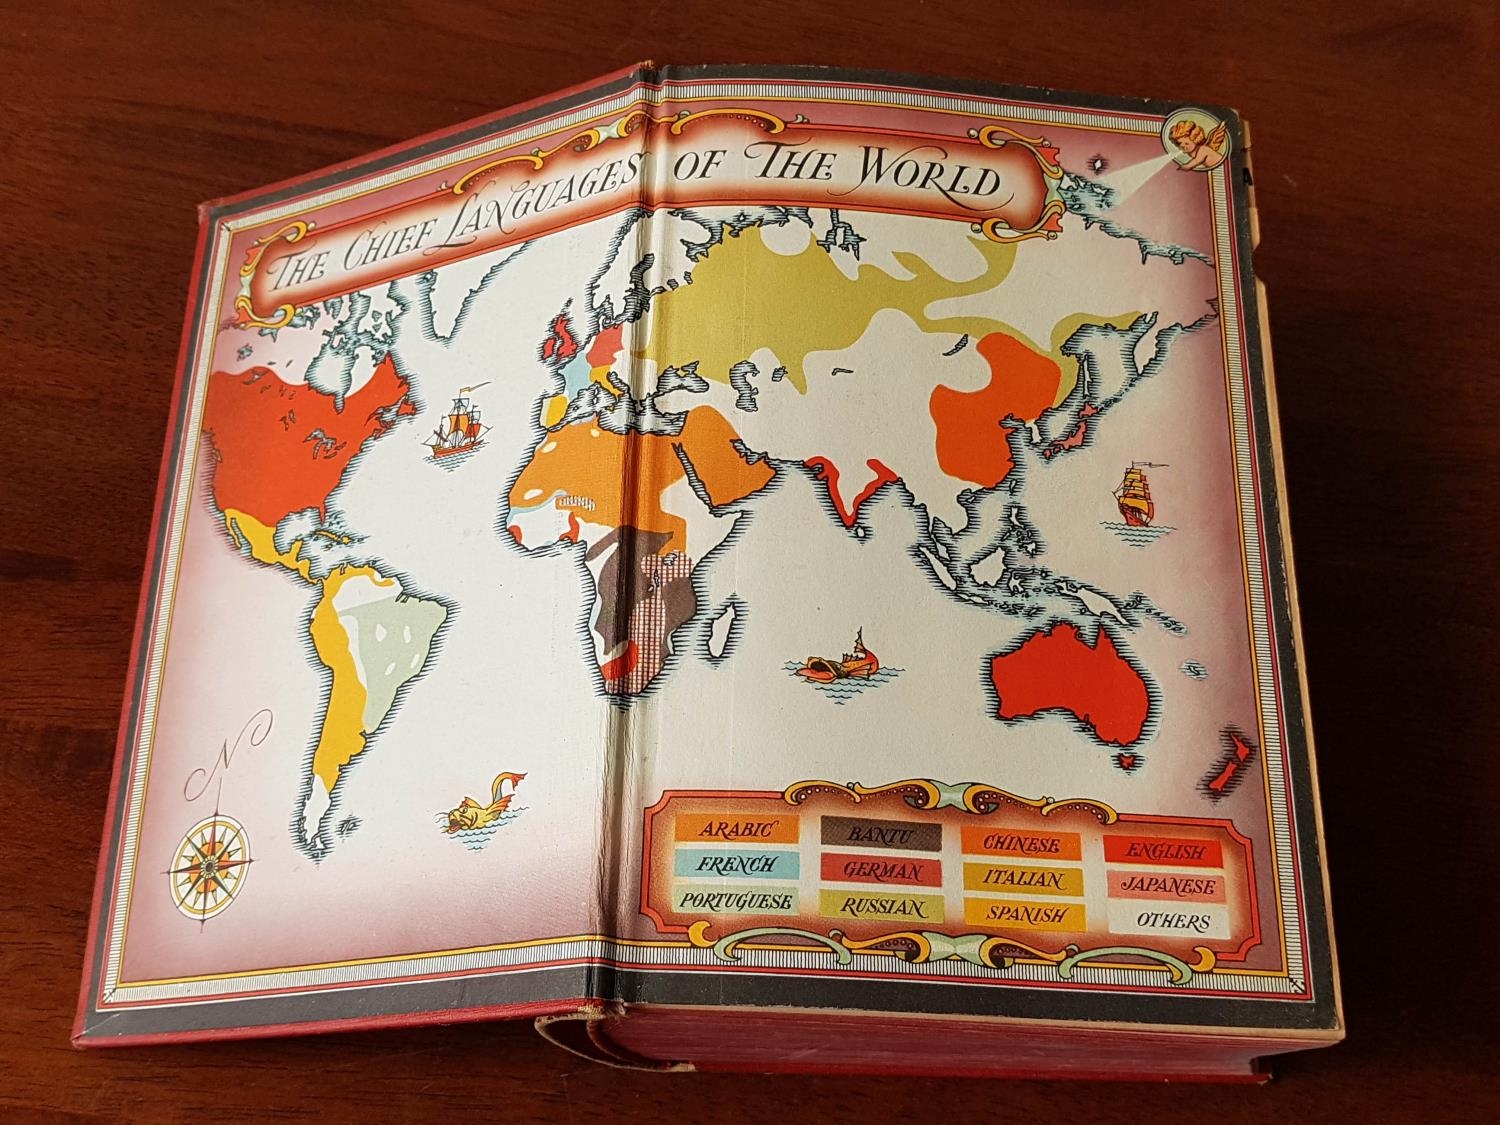 THE CHIEF LANGUAGES OF THE WORLD
N
ARABIC BANTU CHINESE ENGLISH
FRENCH GERMAN ITALIAN JAPANESE
PORTUGUESE RUSSIAN SPANISH OTHERS